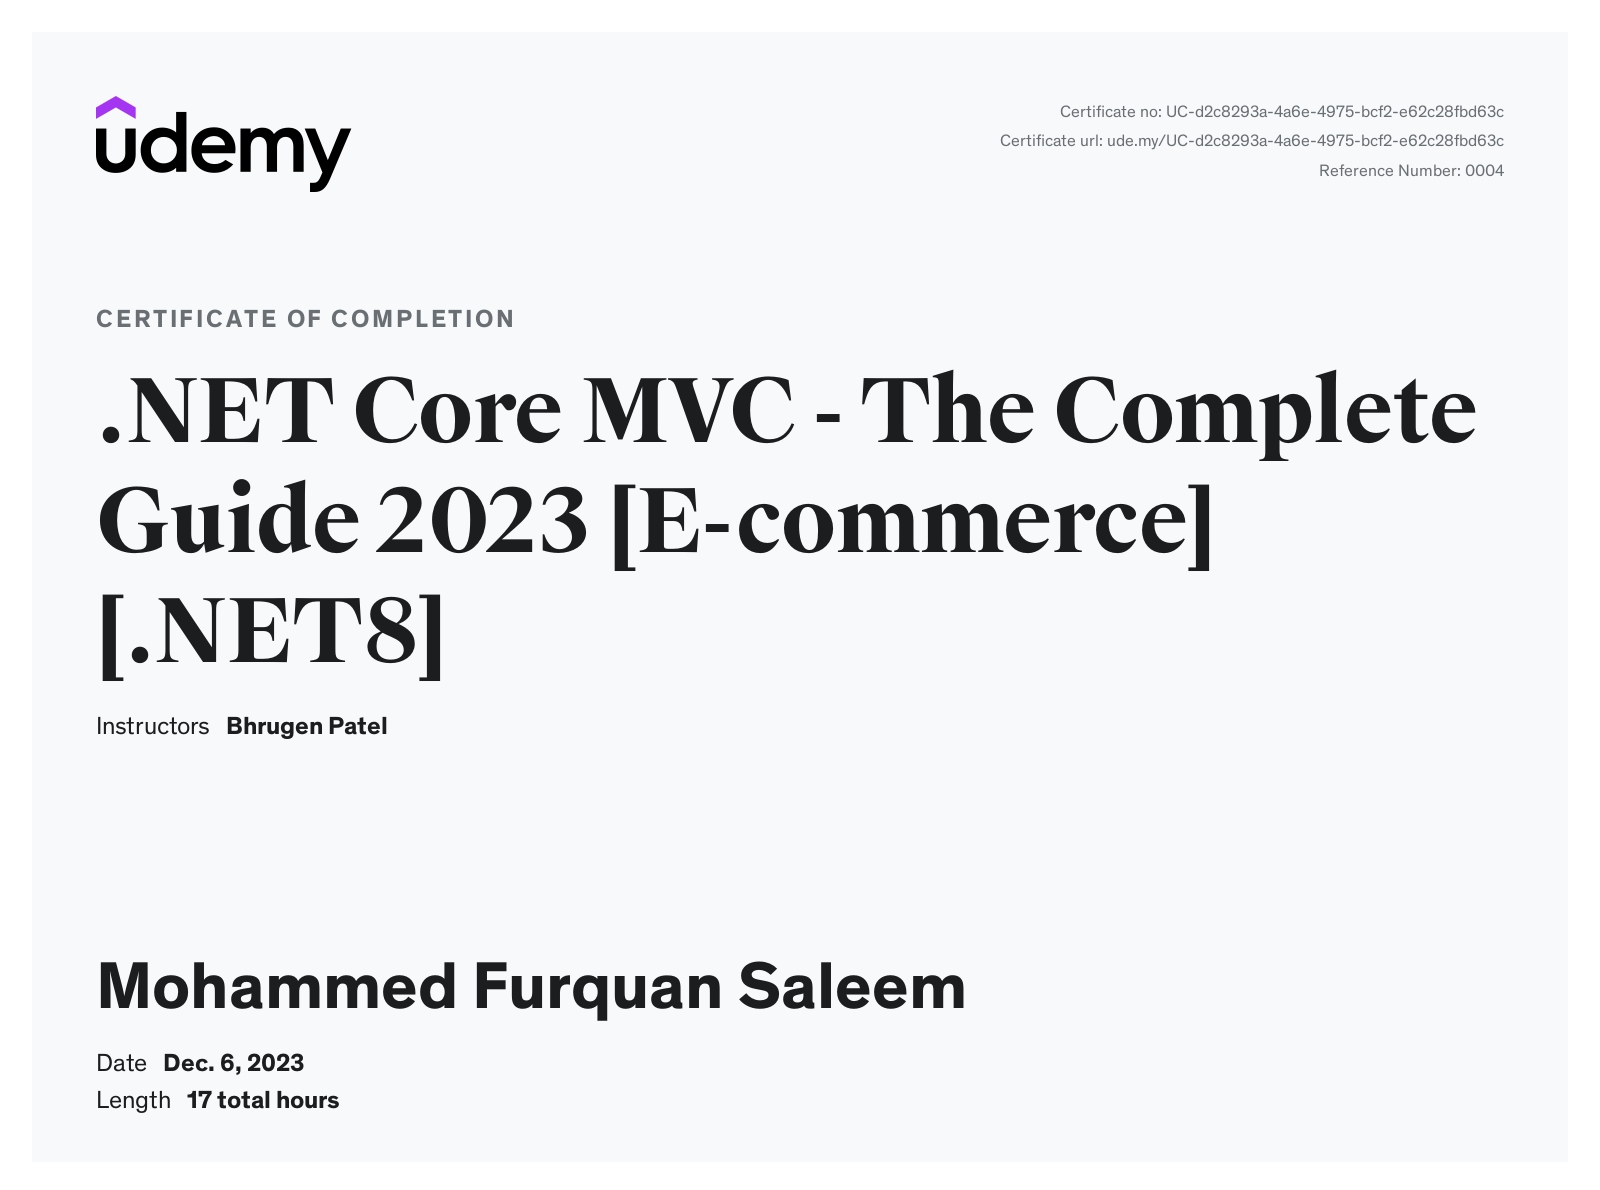 udemy
Certificate no: UC-d2c8293a-4a6e-4975-bcf2-e62c28fbd63c
Certificate url: ude.my/UC-d2c8293a-4a6e-4975-bcf2-e62c28fbd63c
Reference Number: 0004
CERTIFICATE OF COMPLETION
.NET Core MVC - The Complete
Guide 2023 [E-commerce]
[.NET8]
Instructors Bhrugen Patel
Mohammed Furquan Saleem
Date Dec. 6, 2023
Length 17 total hours